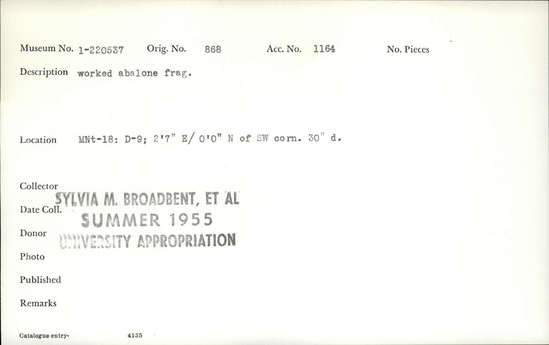 Museum No. 1-220537 Orig. No. 868 Acc. No. 1164 No. Pieces
Description worked abalone frag.
Location MNt-18: D-9; 2'7" E/ 0'0" N of SW corn. 30" d.
Collector SYLVIA M. BROADBENT, ET AL
Date Coll. SUMMER 1955
Donor UNIVERSITY APPROPRIATION
Photo
Published
Remarks
Catalogue entry- 4135